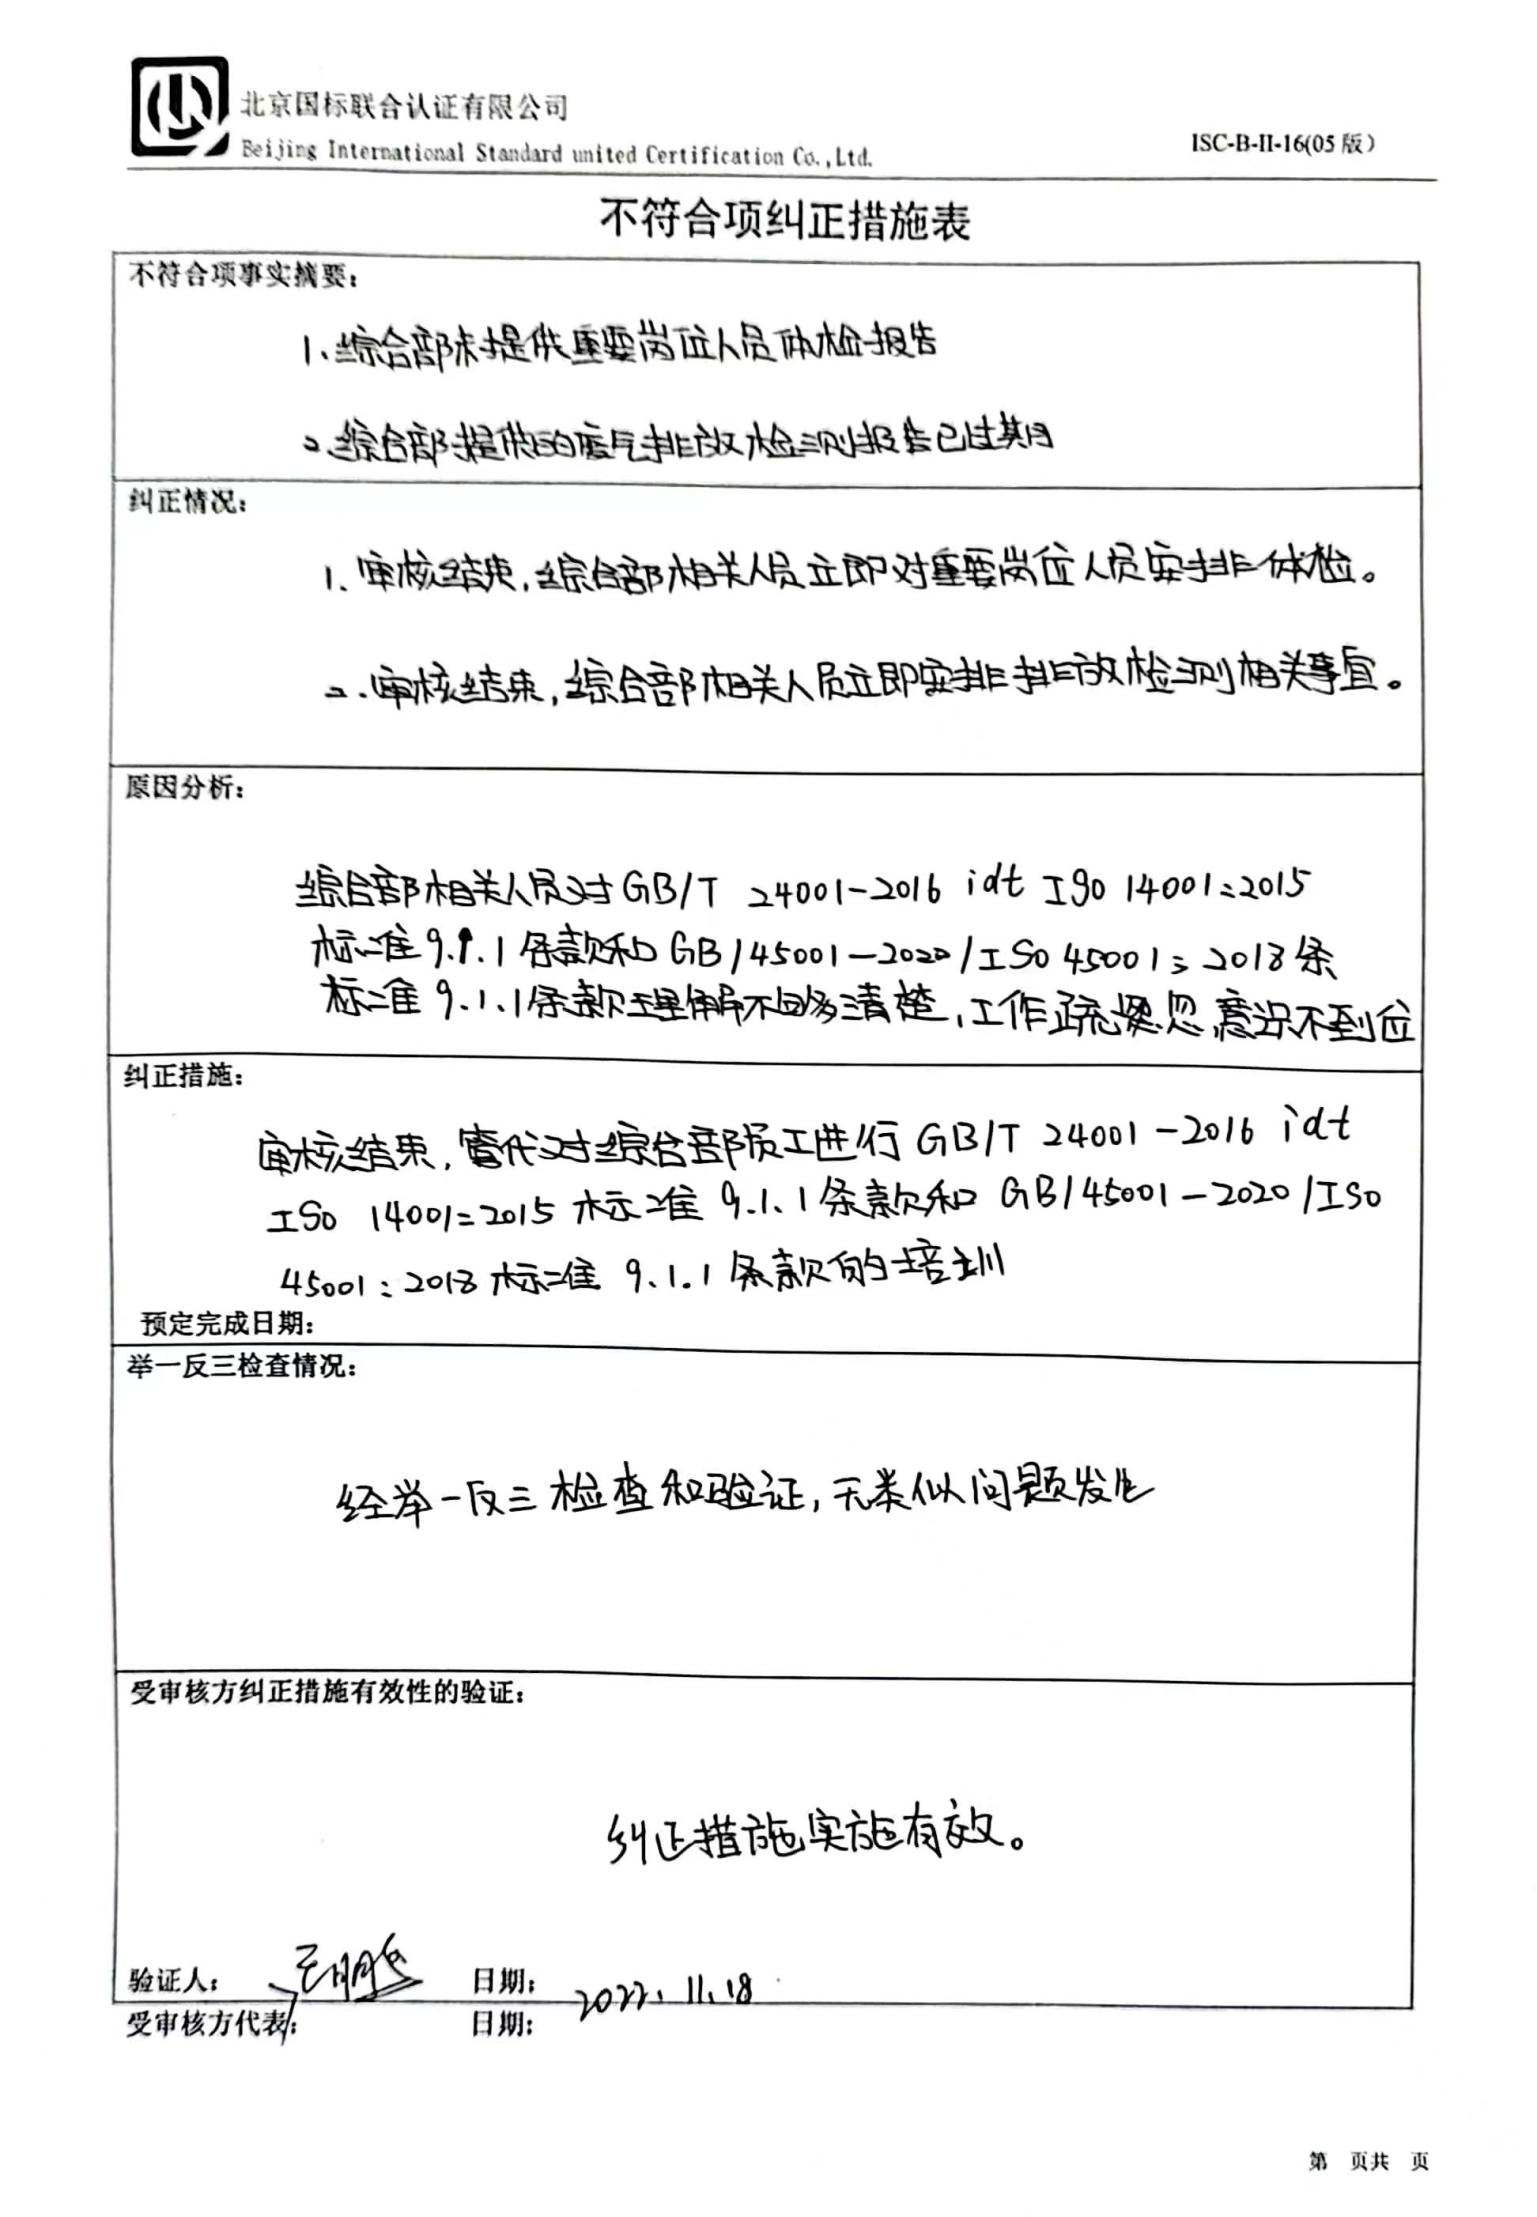 北京国标联合认证有限公司
Beijing International Standard united Certification Co.,Ltd.
ISC-B-II-16(05版)
不符合项纠正措施表
不符合项事实摘要:
1、综合部未提供重要岗位人员体检报告
2.综合部提供的废气排放检测报告已过期
纠正情况:
1、审核结束,综合部相关人员立即对重要岗位人员安排体检。
2、审核结束,综合部相关人员立即安排排放检测相关事宜。
原因分析:
综合部相关人员对GB/T 24001-2016 idt ISO 14001:2015
标准9.1.1条款和GB/45001-2020/ISO 45001:2018条
标准9.1.1条款理解不够清楚,工作疏忽,意识不到位
纠正措施:
审核结束,管代对综合部员工进行GB/T 24001-2016 idt
ISO 14001:2015标准9.1.1条款和GB/45001-2020/ISO
45001:2018标准9.1.1条款的培训
预定完成日期:
举一反三检查情况:
经举一反三检查和验证,无类似问题发生
受审核方纠正措施有效性的验证:
纠正措施实施有效。
验证人: 日期: 2022.11.18
受审核方代表: 日期:
第 页共 页